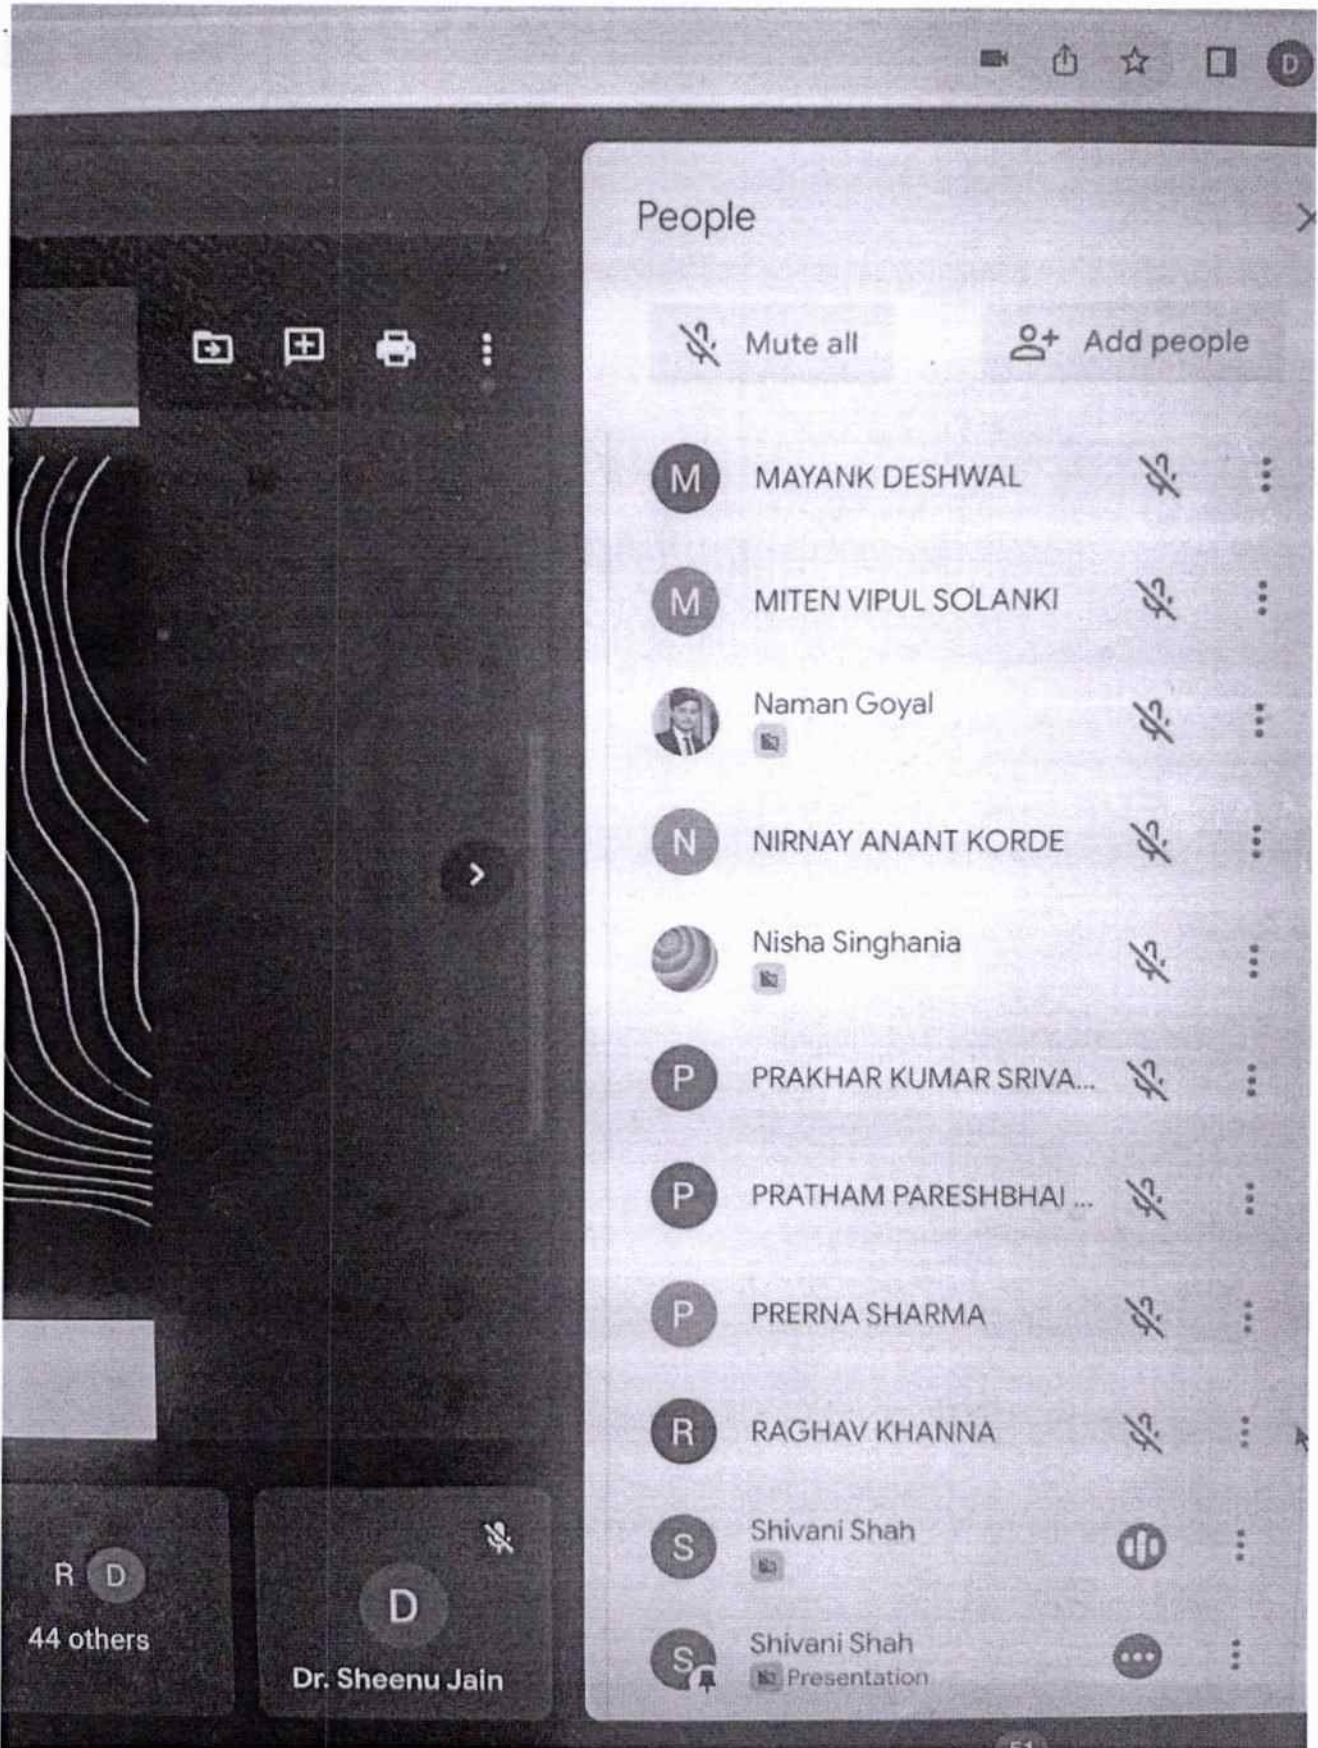 D
People
Mute all
Add people
M MAYANK DESHWAL
M MITEN VIPUL SOLANKI
Naman Goyal
N NIRNAY ANANT KORDE
Nisha Singhania
P PRAKHAR KUMAR SRIVA...
P PRATHAM PARESHBHAI ...
P PRERNA SHARMA
R RAGHAV KHANNA
S Shivani Shah
S Shivani Shah
Presentation
R D
44 others
D
Dr. Sheenu Jain
51